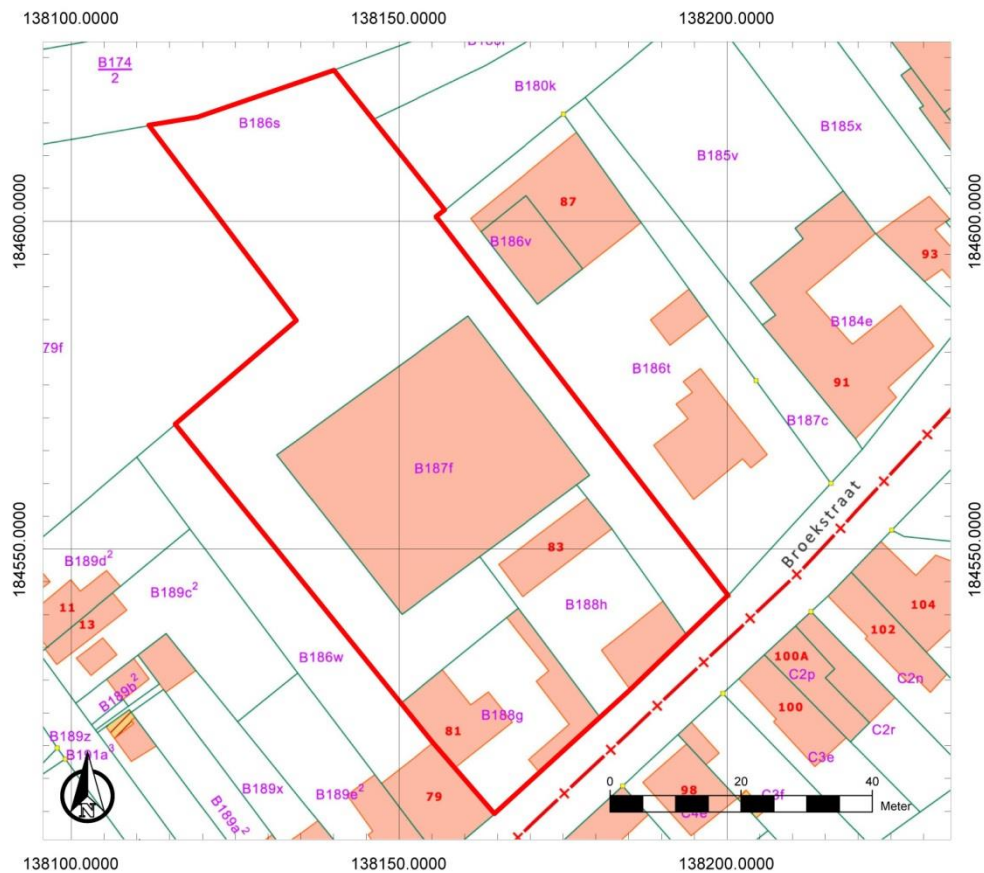 138100.0000
138150.0000
138200.0000
B174
2
B180k
B186s
B185x
B185v
184600.0000
184600.0000
87
B186v
93
B184e
79f
B186t
91
B187c
B187f
Broekstraat
184550.0000
184550.0000
83
B189d²
B189c²
B188h
11
13
104
102
100A
C2p
C2n
B186w
B189b²
100
B188g
81
C2r
B189z
C3e
B189x
B189e²
79
98
C3f
C4e
B189a²
0
20
40
Meter
N
138100.0000
138150.0000
138200.0000